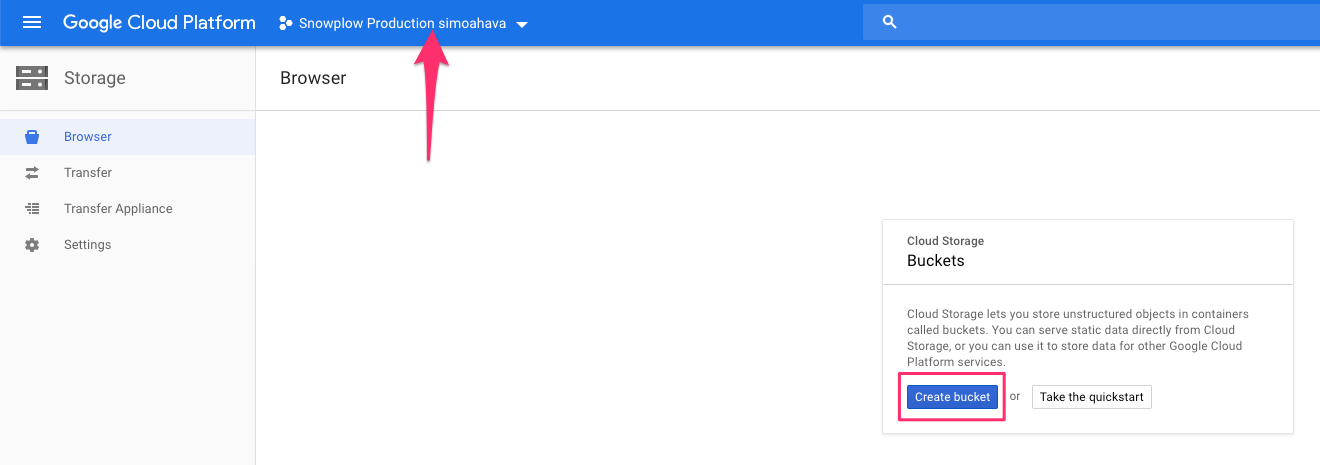 Google Cloud Platform
Snowplow Production simoahava
Storage
Browser
Browser
Transfer
Transfer Appliance
Settings
Cloud Storage
Buckets
Cloud Storage lets you store unstructured objects in containers
called buckets. You can serve static data directly from Cloud
Storage, or you can use it to store data for other Google Cloud
Platform services.
Create bucket or Take the quickstart